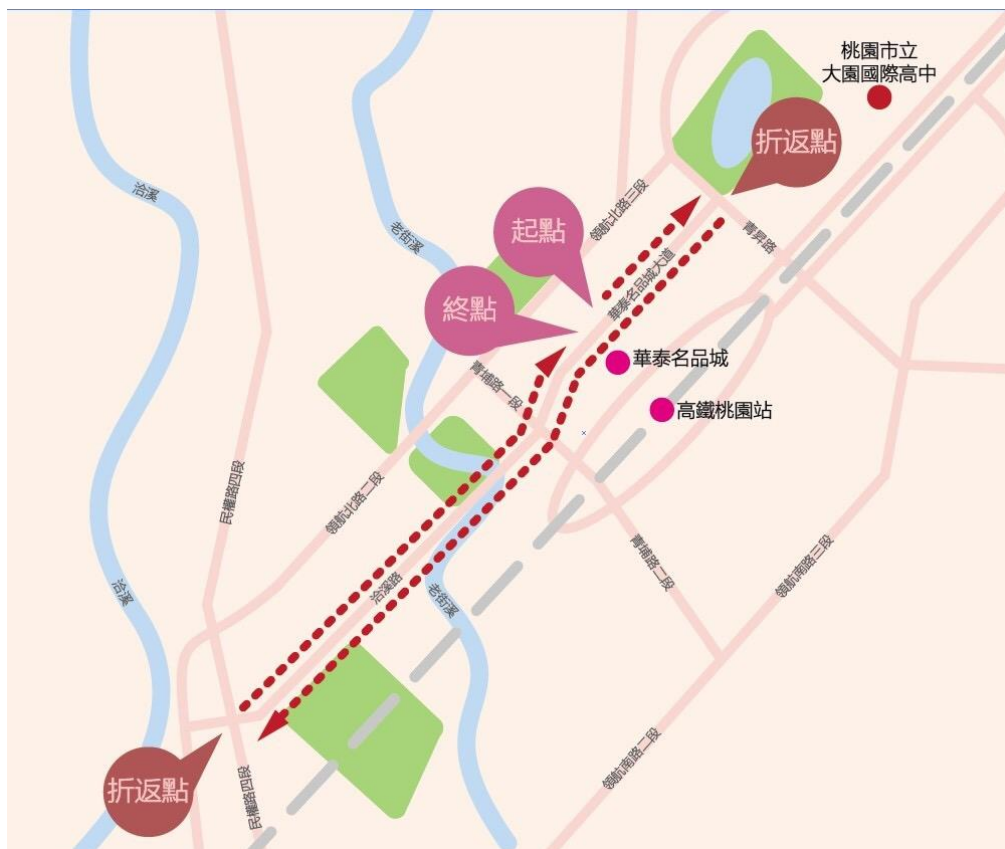 桃園市立
大園國際高中
折返點
洽溪
老街溪
領航北路三段
起點
青昇路
華泰名品城大道
終點
華泰名品城
青埔路一段
高鐵桃園站
民權路四段
領航北路二段
洽溪路
青埔路二段
領航南路三段
洽溪
老街溪
領航南路二段
折返點
民權路四段